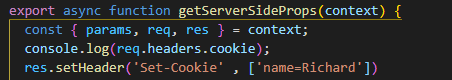 export async function getServerSideProps(context) {
const { params, req, res } = context;
console.log(req.headers.cookie);
res.setHeader('Set-Cookie' , ['name=Richard'])